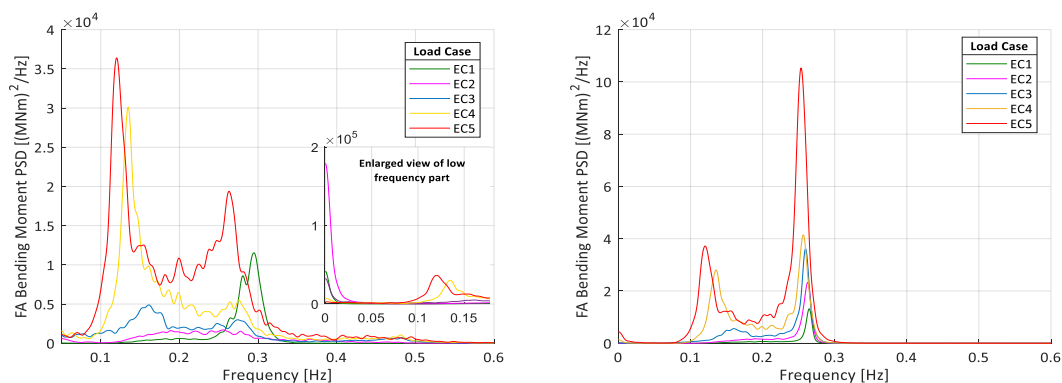 ×10⁴
4
3.5
3
2.5
2
1.5
1
0.5
0
FA Bending Moment PSD [(MNm)²/Hz]
0.1
0.2
0.3
0.4
0.5
0.6
Frequency [Hz]
Load Case
EC1
EC2
EC3
EC4
EC5
×10⁵
2
1
0
Enlarged view of low
frequency part
0
0.05
0.1
0.15
×10⁴
12
10
8
6
4
2
0
FA Bending Moment PSD [(MNm)²/Hz]
0
0.1
0.2
0.3
0.4
0.5
0.6
Frequency [Hz]
Load Case
EC1
EC2
EC3
EC4
EC5